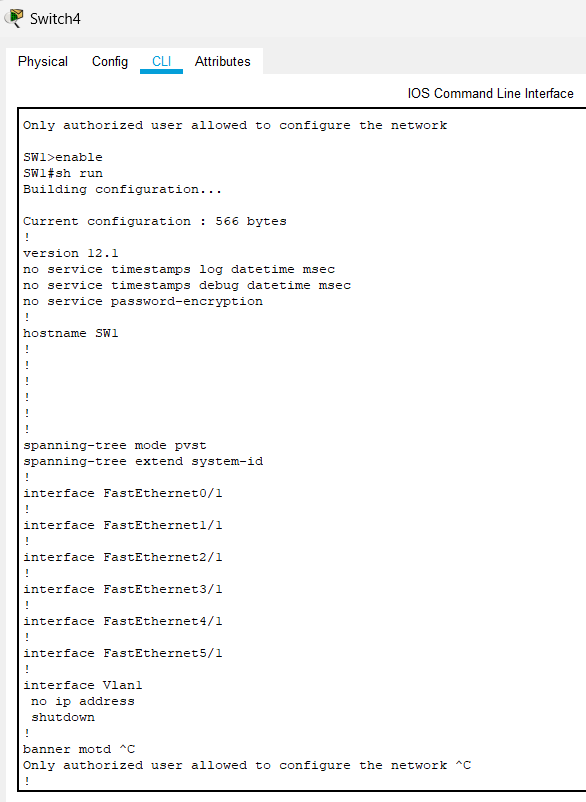 Switch4
Physical Config CLI Attributes
IOS Command Line Interface
Only authorized user allowed to configure the network
SW1>enable
SW1#sh run
Building configuration...
Current configuration : 566 bytes
!
version 12.1
no service timestamps log datetime msec
no service timestamps debug datetime msec
no service password-encryption
!
hostname SW1
!
!
!
!
!
!
spanning-tree mode pvst
spanning-tree extend system-id
!
interface FastEthernet0/1
!
interface FastEthernet1/1
!
interface FastEthernet2/1
!
interface FastEthernet3/1
!
interface FastEthernet4/1
!
interface FastEthernet5/1
!
interface Vlan1
 no ip address
 shutdown
!
banner motd ^C
Only authorized user allowed to configure the network ^C
!